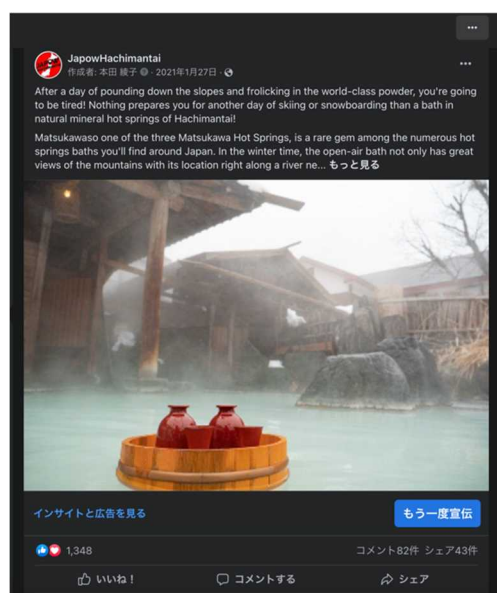 JapowHachimantai
作成者: 本田 綾子 · 2021年1月27日 ·
After a day of pounding down the slopes and frolicking in the world-class powder, you're going
to be tired! Nothing prepares you for another day of skiing or snowboarding than a bath in
natural mineral hot springs of Hachimantai!
Matsukawaso one of the three Matsukawa Hot Springs, is a rare gem among the numerous hot
springs baths you'll find around Japan. In the winter time, the open-air bath not only has great
views of the mountains with its location right along a river ne... もっと見る
インサイトと広告を見る
もう一度宣伝
1,348
コメント82件 シェア43件
いいね！
コメントする
シェア